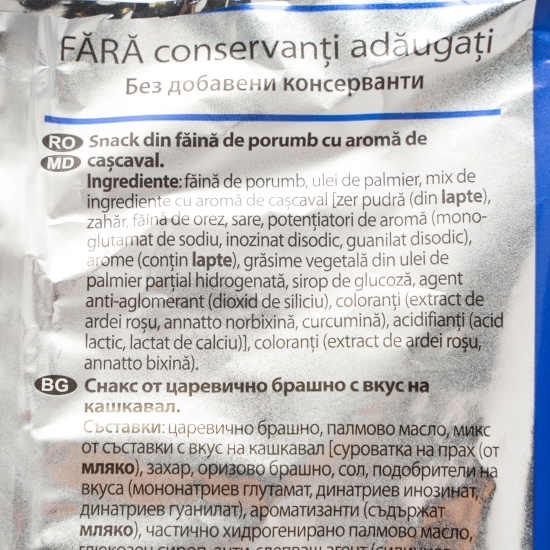 FĂRĂ conservanți adăugați
Без добавени консерванти
RO Snack din făină de porumb cu aromă de
MD cașcaval.
Ingrediente: făină de porumb, ulei de palmier, mix de
ingrediente cu aromă de cașcaval [zer pudră (din lapte),
zahăr, făină de orez, sare, potențiatori de aromă (mono-
glutamat de sodiu, inozinat disodic, guanilat disodic),
arome (conțin lapte), grăsime vegetală din ulei de
palmier parțial hidrogenată, sirop de glucoză, agent
anti-aglomerant (dioxid de siliciu), coloranți (extract de
ardei roșu, annatto norbixină, curcumină), acidifianți (acid
lactic, lactat de calciu)], coloranți (extract de ardei roșu,
annatto bixină).
BG Снакс от царевично брашно с вкус на
кашкавал.
Съставки: царевично брашно, палмово масло, микс
от съставки с вкус на кашкавал [суроватка на прах (от
мляко), захар, оризово брашно, сол, подобрители на
вкуса (мононатриев глутамат, динатриев инозинат,
динатриев гуанилат), ароматизанти (съдържат
мляко), частично хидрогенирано палмово масло,
глюкозен сироп, анти-слепващ агент (силициев